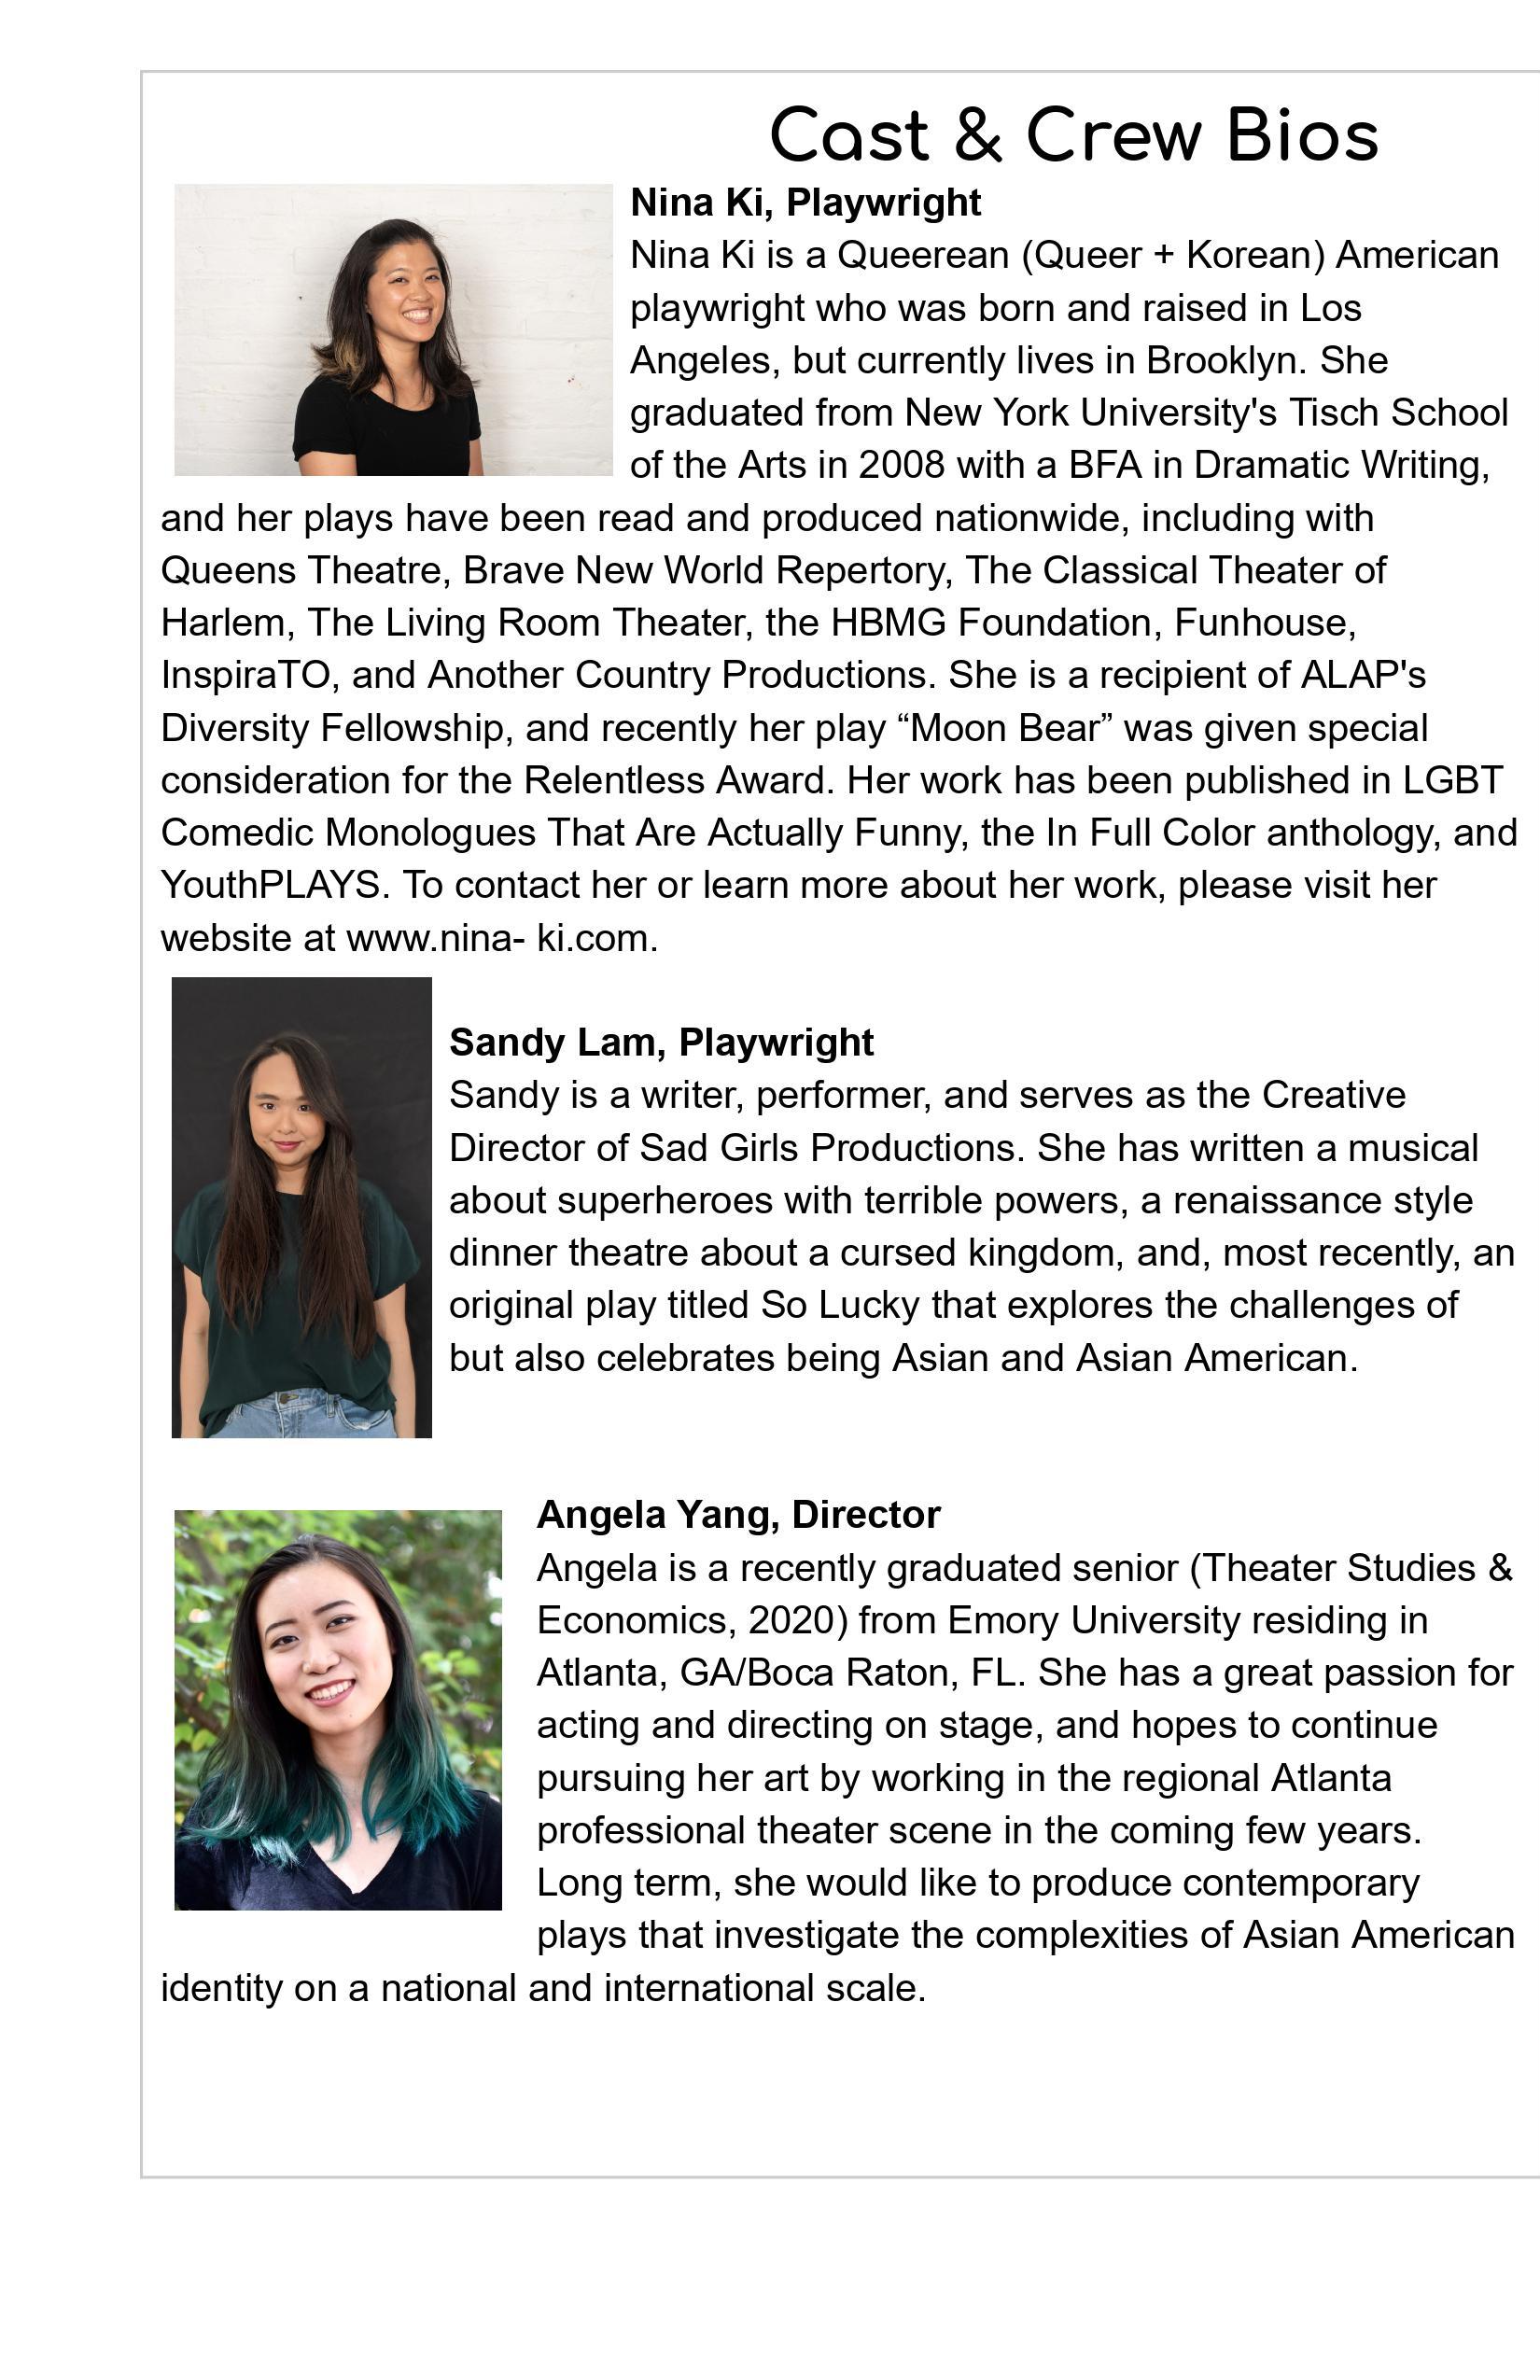 Cast & Crew Bios
Nina Ki, Playwright
Nina Ki is a Queerean (Queer + Korean) American
playwright who was born and raised in Los
Angeles, but currently lives in Brooklyn. She
graduated from New York University's Tisch School
of the Arts in 2008 with a BFA in Dramatic Writing,
and her plays have been read and produced nationwide, including with
Queens Theatre, Brave New World Repertory, The Classical Theater of
Harlem, The Living Room Theater, the HBMG Foundation, Funhouse,
InspiraTO, and Another Country Productions. She is a recipient of ALAP's
Diversity Fellowship, and recently her play “Moon Bear” was given special
consideration for the Relentless Award. Her work has been published in LGBT
Comedic Monologues That Are Actually Funny, the In Full Color anthology, and
YouthPLAYS. To contact her or learn more about her work, please visit her
website at www.nina- ki.com.
Sandy Lam, Playwright
Sandy is a writer, performer, and serves as the Creative
Director of Sad Girls Productions. She has written a musical
about superheroes with terrible powers, a renaissance style
dinner theatre about a cursed kingdom, and, most recently, an
original play titled So Lucky that explores the challenges of
but also celebrates being Asian and Asian American.
Angela Yang, Director
Angela is a recently graduated senior (Theater Studies &
Economics, 2020) from Emory University residing in
Atlanta, GA/Boca Raton, FL. She has a great passion for
acting and directing on stage, and hopes to continue
pursuing her art by working in the regional Atlanta
professional theater scene in the coming few years.
Long term, she would like to produce contemporary
plays that investigate the complexities of Asian American
identity on a national and international scale.